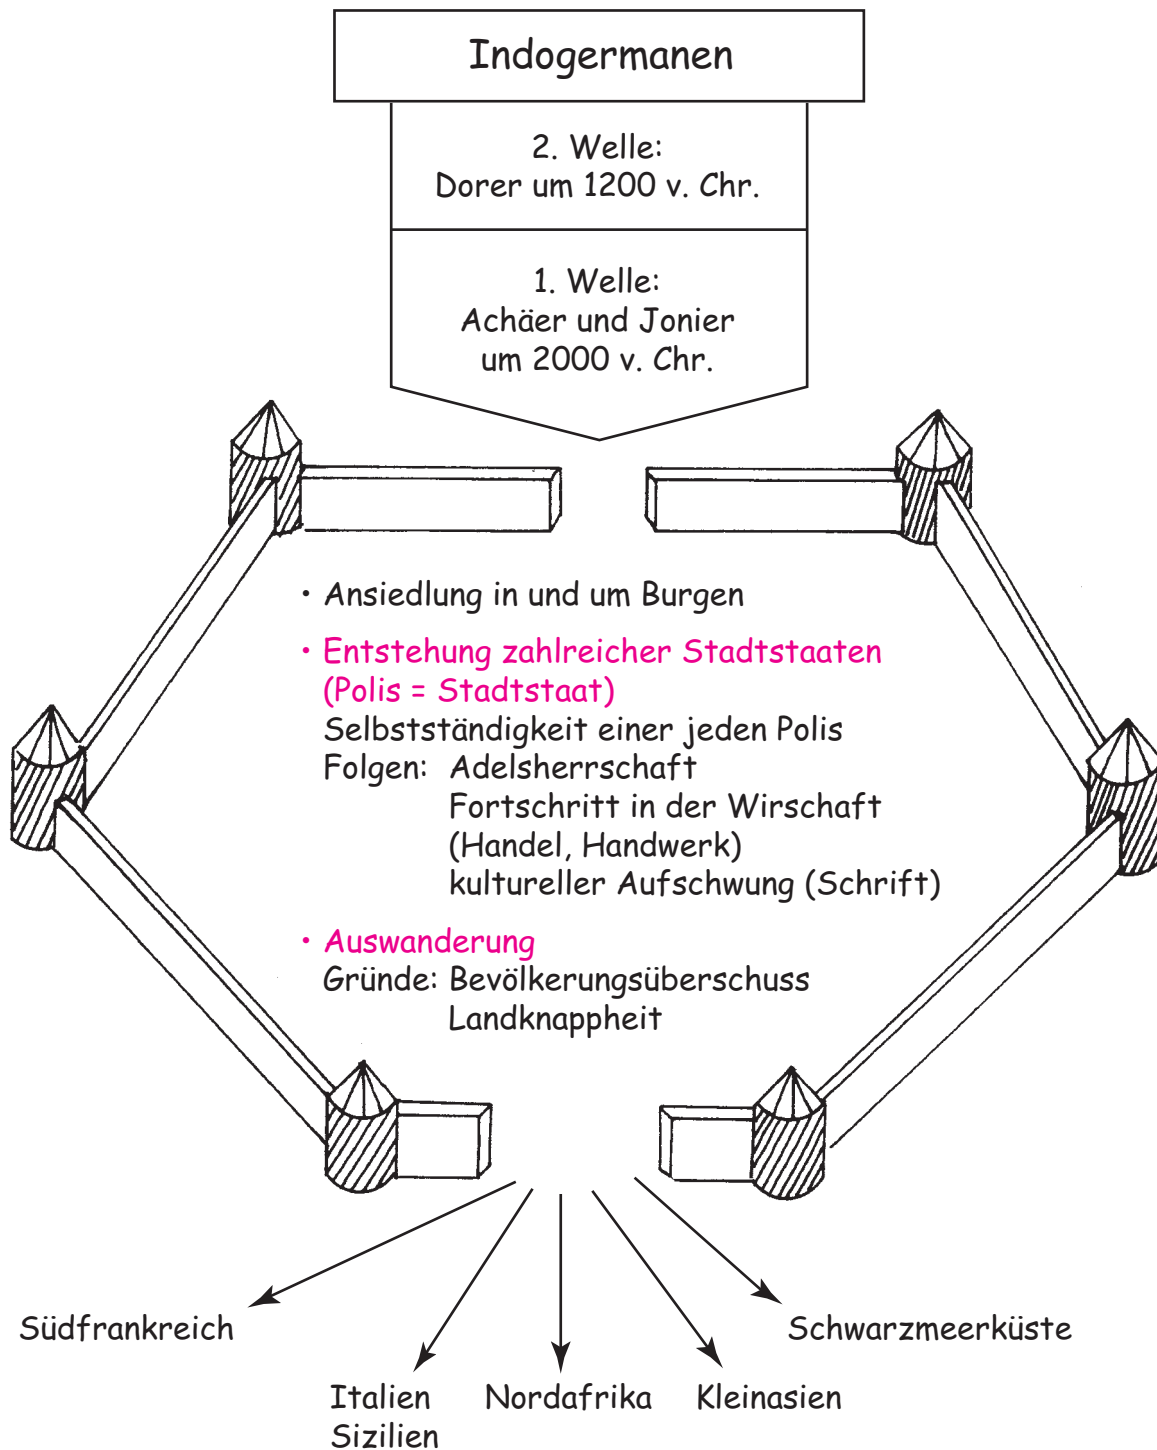 Indogermanen
2. Welle:
Dorer um 1200 v. Chr.
1. Welle:
Achäer und Jonier
um 2000 v. Chr.
• Ansiedlung in und um Burgen
• Entstehung zahlreicher Stadtstaaten
(Polis = Stadtstaat)
Selbstständigkeit einer jeden Polis
Folgen: Adelsherrschaft
Fortschritt in der Wirschaft
(Handel, Handwerk)
kultureller Aufschwung (Schrift)
• Auswanderung
Gründe: Bevölkerungsüberschuss
Landknappheit
Südfrankreich
Schwarzmeerküste
Italien
Sizilien
Nordafrika
Kleinasien